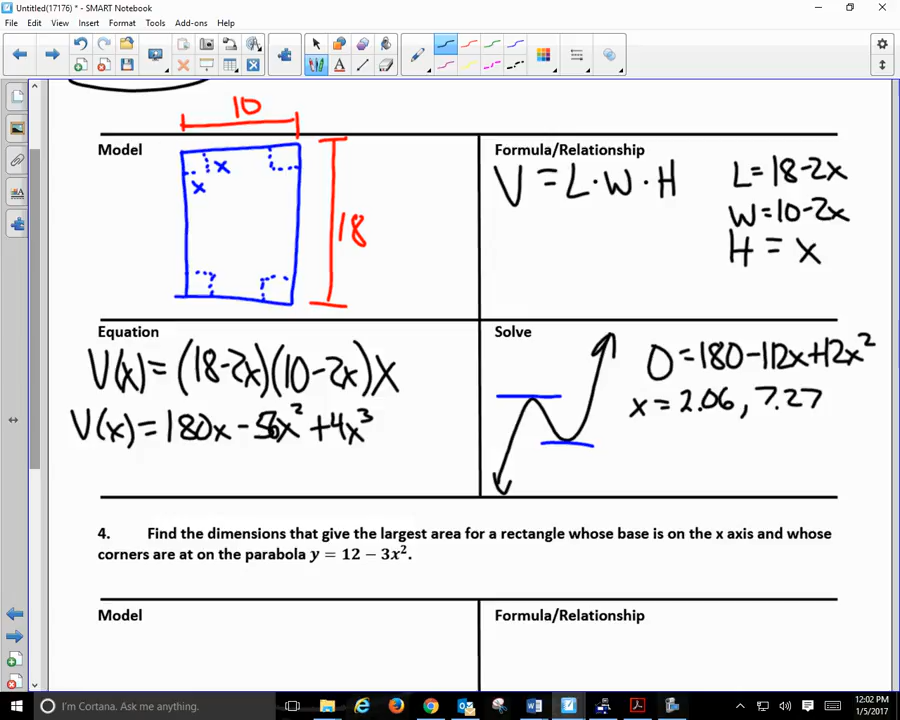 Untitled(17176) * - SMART Notebook
File Edit View Insert Format Tools Add-ons Help
10
Model
x
x
18
Formula/Relationship
V = L·W·H
L=18-2x
W=10-2x
H = x
Equation
V(x) = (18-2x)(10-2x)x
V(x) = 180x - 56x² + 4x³
Solve
0 = 180 - 112x + 12x²
x = 2.06, 7.27
4. Find the dimensions that give the largest area for a rectangle whose base is on the x axis and whose
corners are at on the parabola y = 12 − 3x².
Model
Formula/Relationship
I'm Cortana. Ask me anything.
12:02 PM
1/5/2017